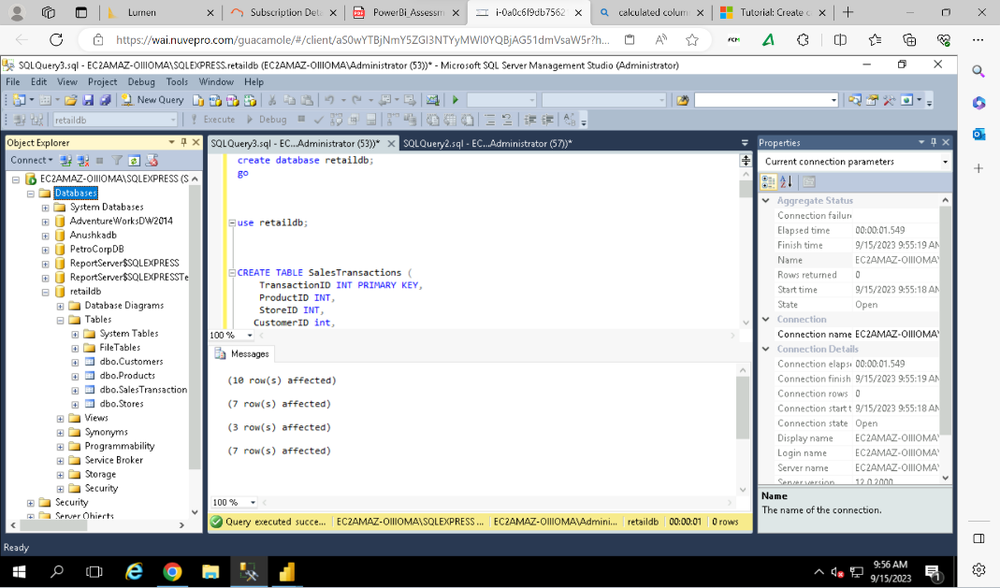 Lumen
Subscription Deta
PowerBi_Assessm
i-0a0c6f9db7562
calculated colum
Tutorial: Create c
https://wai.nuvepro.com/guacamole/#/client/aS0wYTBjNmY5ZGI3NTYyMWI0YQBjAG51dmVsaW5r?h...
SQLQuery3.sql - EC2AMAZ-OIIIOMA\SQLEXPRESS.retaildb (EC2AMAZ-OIIIOMA\Administrator (53))* - Microsoft SQL Server Management Studio (Administrator)
File Edit View Project Debug Tools Window Help
New Query
retaildb
Execute
Debug
Object Explorer
Connect
EC2AMAZ-OIIIOMA\SQLEXPRESS (S
Databases
System Databases
AdventureWorksDW2014
Anushkadb
PetroCorpDB
ReportServer$SQLEXPRESS
ReportServer$SQLEXPRESSTe
retaildb
Database Diagrams
Tables
System Tables
FileTables
dbo.Customers
dbo.Products
dbo.SalesTransaction
dbo.Stores
Views
Synonyms
Programmability
Service Broker
Storage
Security
Security
Server Objects
SQLQuery3.sql - EC...Administrator (53))*
SQLQuery2.sql - EC...Administrator (57))*
create database retaildb;
go
use retaildb;
CREATE TABLE SalesTransactions (
TransactionID INT PRIMARY KEY,
ProductID INT,
StoreID INT,
CustomerID int,
100 %
Messages
(10 row(s) affected)
(7 row(s) affected)
(3 row(s) affected)
(7 row(s) affected)
100 %
Query executed succe...
EC2AMAZ-OIIIOMA\SQLEXPRESS ...
EC2AMAZ-OIIIOMA\Admini...
retaildb
00:00:01
0 rows
Properties
Current connection parameters
Aggregate Status
Connection failur
Elapsed time 00:00:01.549
Finish time 9/15/2023 9:55:19 AM
Name EC2AMAZ-OIIIOMA\
Rows returned 0
Start time 9/15/2023 9:55:18 AM
State Open
Connection
Connection name EC2AMAZ-OIIIOMA\
Connection Details
Connection elaps 00:00:01.549
Connection finish 9/15/2023 9:55:19 AM
Connection rows 0
Connection start t 9/15/2023 9:55:18 AM
Connection state Open
Display name EC2AMAZ-OIIIOMA\
Login name EC2AMAZ-OIIIOMA\
Server name EC2AMAZ-OIIIOMA\
Server version 12.0.2000
Name
The name of the connection.
Ready
9:56 AM
9/15/2023
1